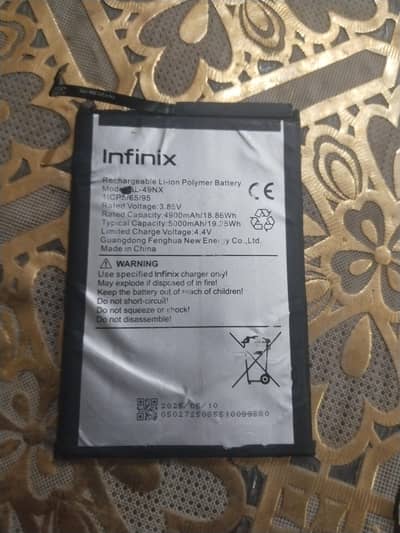 Infinix
Rechargeable Li-ion Polymer Battery
BL-49NX
1ICP5/65/95
Rated Voltage: 3.85V
Rated Capacity: 4900mAh/18.86Wh
Typical Capacity: 5000mAh/19.25Wh
Limited Charge Voltage: 4.4V
Guangdong Fenghua New Energy Co.,Ltd.
Made in China
CE
WARNING
Use specified Infinix charger only!
May explode if disposed of in fire!
Keep the battery out of reach of children!
Do not short-circuit!
Do not squeeze or shock!
Do not disassemble!